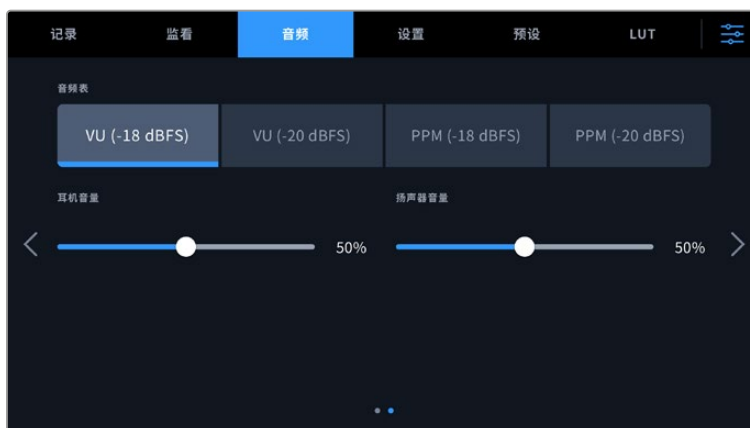 记录 监看 音频 设置 预设 LUT
音频表
VU (-18 dBFS) VU (-20 dBFS) PPM (-18 dBFS) PPM (-20 dBFS)
耳机音量 扬声器音量
50% 50%